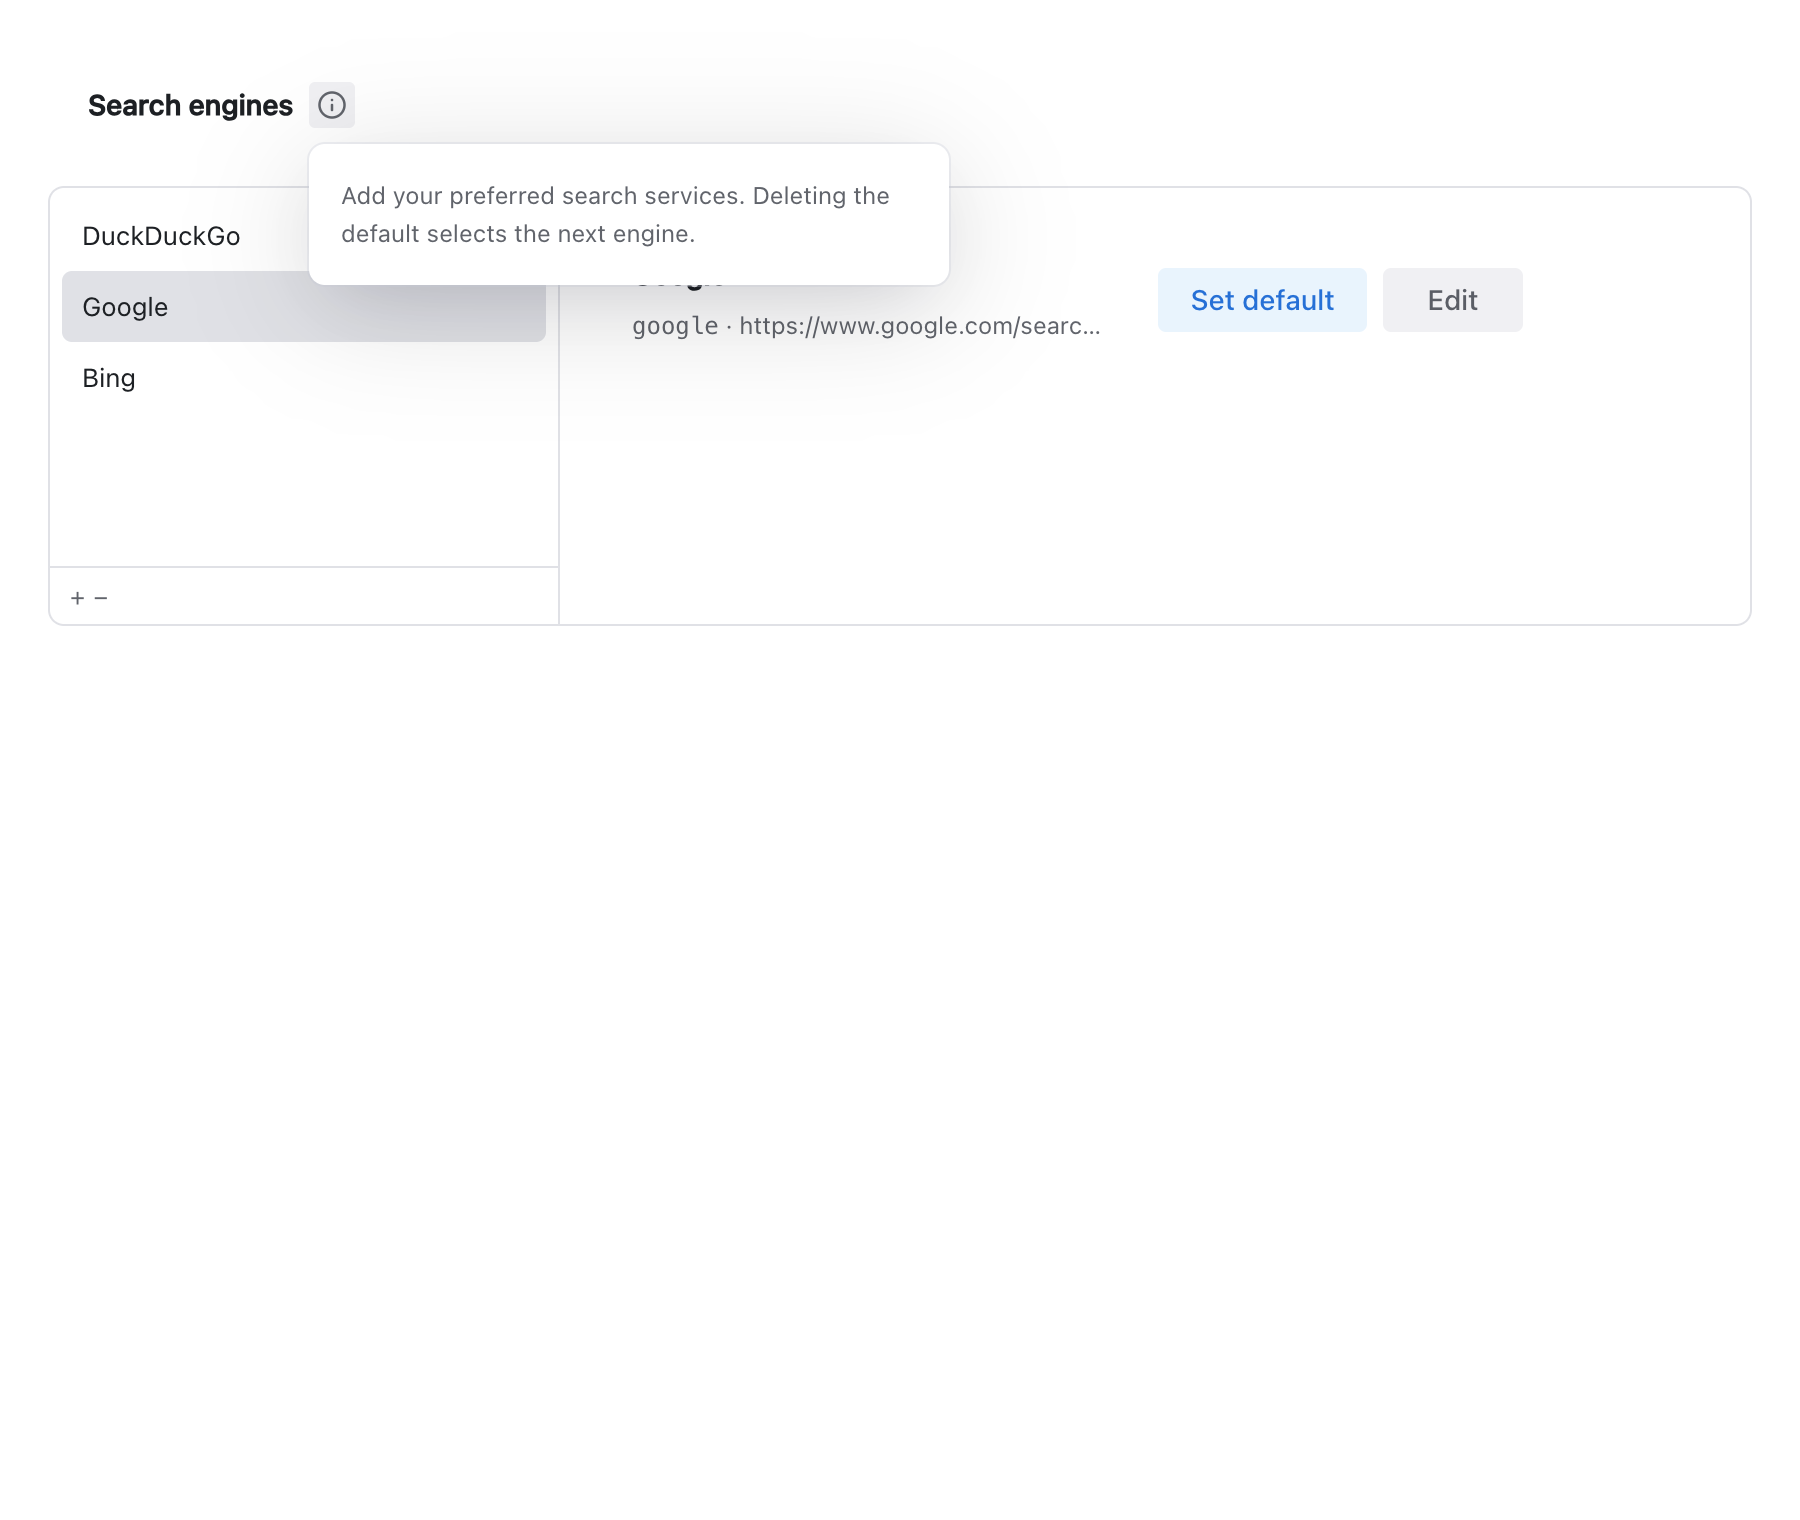 Search engines
Add your preferred search services. Deleting the
default selects the next engine.
DuckDuckGo
Google
Bing
+ −
google · https://www.google.com/searc...
Set default
Edit